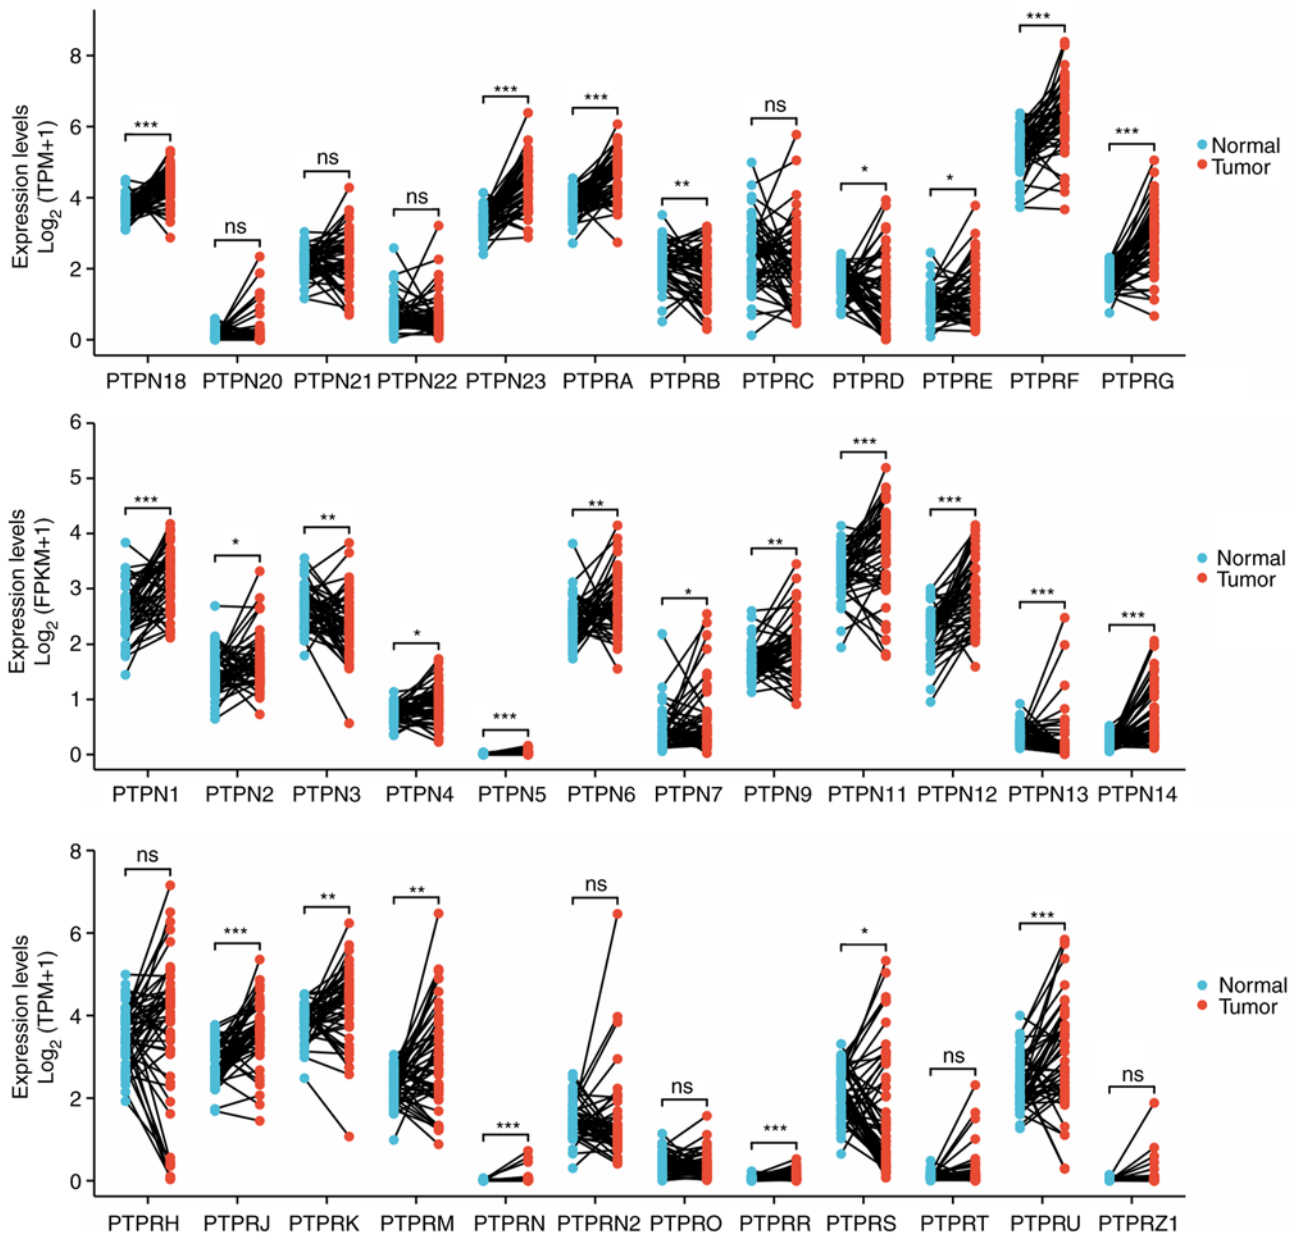 Expression levels
Log2 (TPM+1)
8
6
4
2
0
***
ns
ns
ns
***
***
**
ns
*
*
***
***
Normal
Tumor
PTPN18 PTPN20 PTPN21 PTPN22 PTPN23 PTPRA PTPRB PTPRC PTPRD PTPRE PTPRF PTPRG
Expression levels
Log2 (FPKM+1)
6
5
4
3
2
1
0
***
*
**
*
***
**
*
**
***
***
***
***
Normal
Tumor
PTPN1 PTPN2 PTPN3 PTPN4 PTPN5 PTPN6 PTPN7 PTPN9 PTPN11 PTPN12 PTPN13 PTPN14
Expression levels
Log2 (TPM+1)
8
6
4
2
0
ns
***
**
**
***
ns
ns
***
*
ns
***
ns
Normal
Tumor
PTPRH PTPRJ PTPRK PTPRM PTPRN PTPRN2 PTPRO PTPRR PTPRS PTPRT PTPRU PTPRZ1